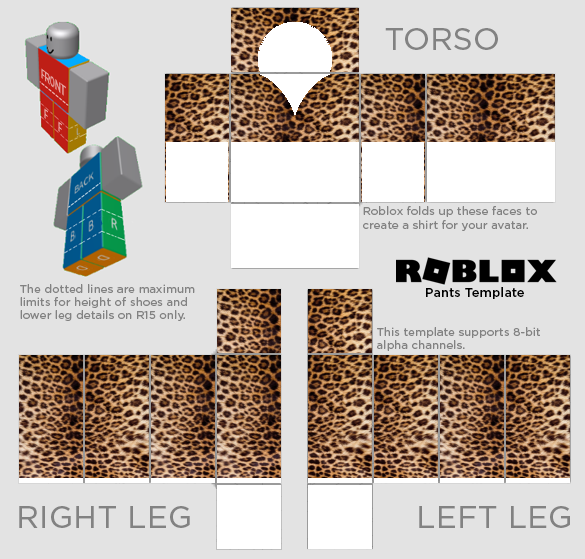 TORSO
FRONT
F
F
L
BACK
B
B
R
Roblox folds up these faces to
create a shirt for your avatar.
ROBLOX
Pants Template
The dotted lines are maximum
limits for height of shoes and
lower leg details on R15 only.
This template supports 8-bit
alpha channels.
RIGHT LEG
LEFT LEG